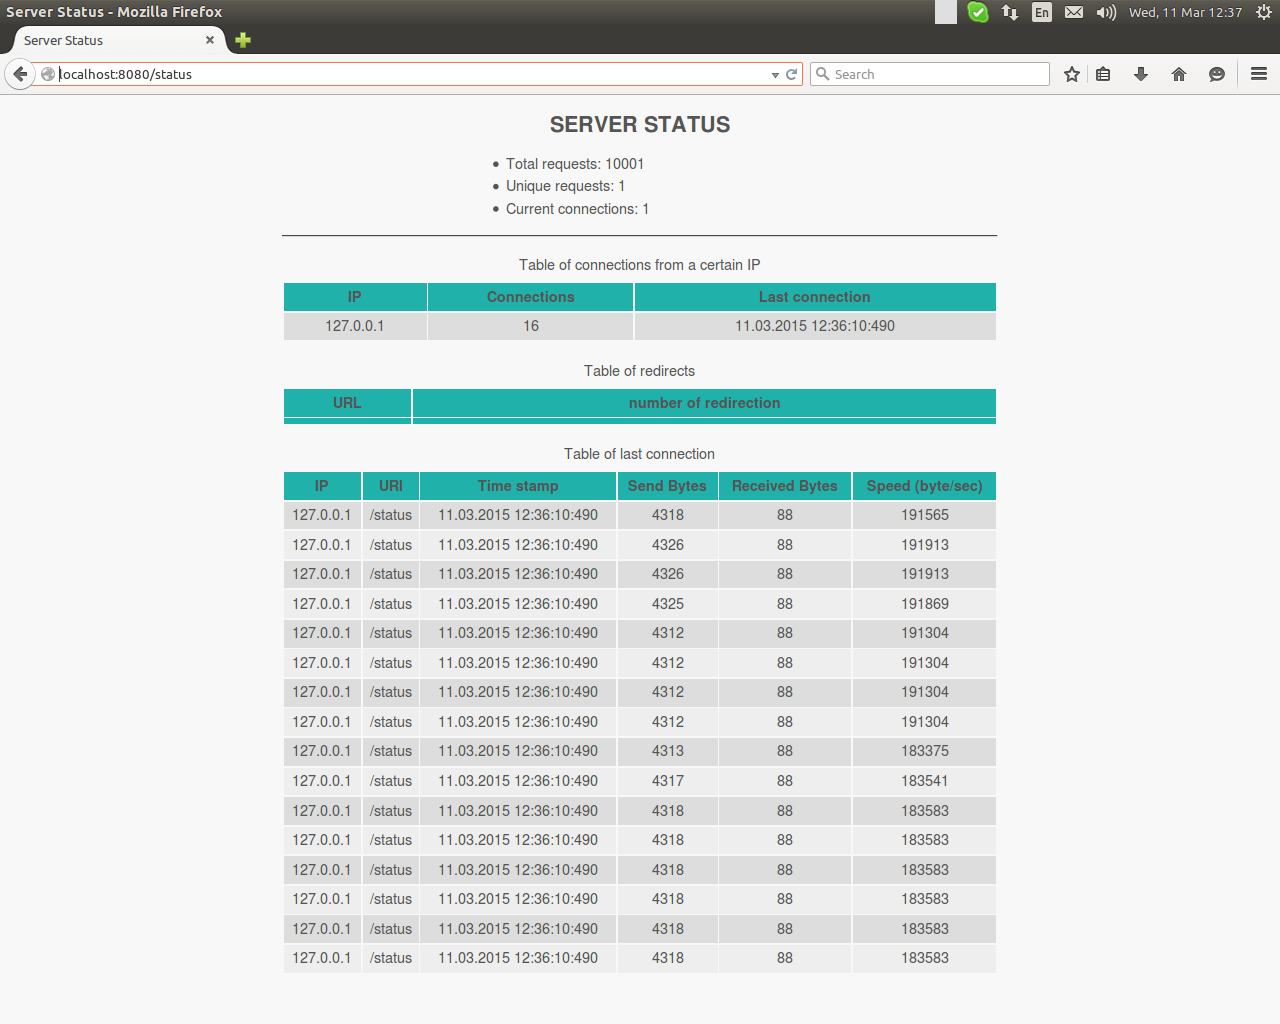 Server Status - Mozilla Firefox
En
Wed, 11 Mar 12:37
Server Status
localhost:8080/status
Search
SERVER STATUS
Total requests: 10001
Unique requests: 1
Current connections: 1
Table of connections from a certain IP
IP Connections Last connection
127.0.0.1 16 11.03.2015 12:36:10:490
Table of redirects
URL number of redirection
Table of last connection
IP URI Time stamp Send Bytes Received Bytes Speed (byte/sec)
127.0.0.1 /status 11.03.2015 12:36:10:490 4318 88 191565
127.0.0.1 /status 11.03.2015 12:36:10:490 4326 88 191913
127.0.0.1 /status 11.03.2015 12:36:10:490 4326 88 191913
127.0.0.1 /status 11.03.2015 12:36:10:490 4325 88 191869
127.0.0.1 /status 11.03.2015 12:36:10:490 4312 88 191304
127.0.0.1 /status 11.03.2015 12:36:10:490 4312 88 191304
127.0.0.1 /status 11.03.2015 12:36:10:490 4312 88 191304
127.0.0.1 /status 11.03.2015 12:36:10:490 4312 88 191304
127.0.0.1 /status 11.03.2015 12:36:10:490 4313 88 183375
127.0.0.1 /status 11.03.2015 12:36:10:490 4317 88 183541
127.0.0.1 /status 11.03.2015 12:36:10:490 4318 88 183583
127.0.0.1 /status 11.03.2015 12:36:10:490 4318 88 183583
127.0.0.1 /status 11.03.2015 12:36:10:490 4318 88 183583
127.0.0.1 /status 11.03.2015 12:36:10:490 4318 88 183583
127.0.0.1 /status 11.03.2015 12:36:10:490 4318 88 183583
127.0.0.1 /status 11.03.2015 12:36:10:490 4318 88 183583